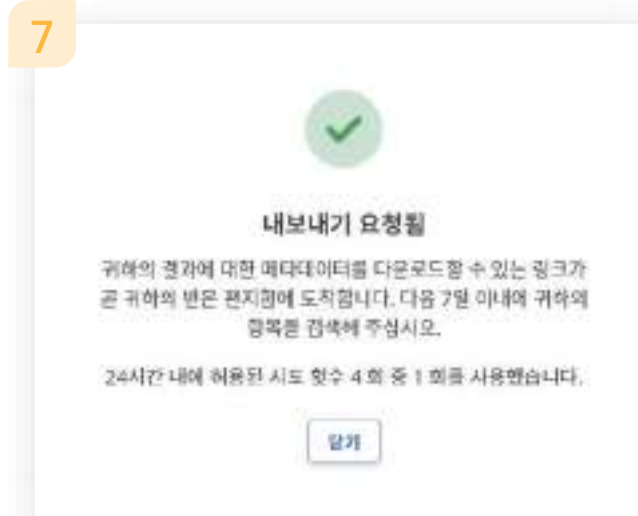 7
내보내기 요청됨
귀하의 결과에 대한 메타데이터를 다운로드할 수 있는 링크가
곧 귀하의 받은 편지함에 도착합니다. 다음 7일 이내에 귀하의
항목을 검색해 주십시오.
24시간 내에 허용된 시도 횟수 4 회 중 1 회를 사용했습니다.
닫기